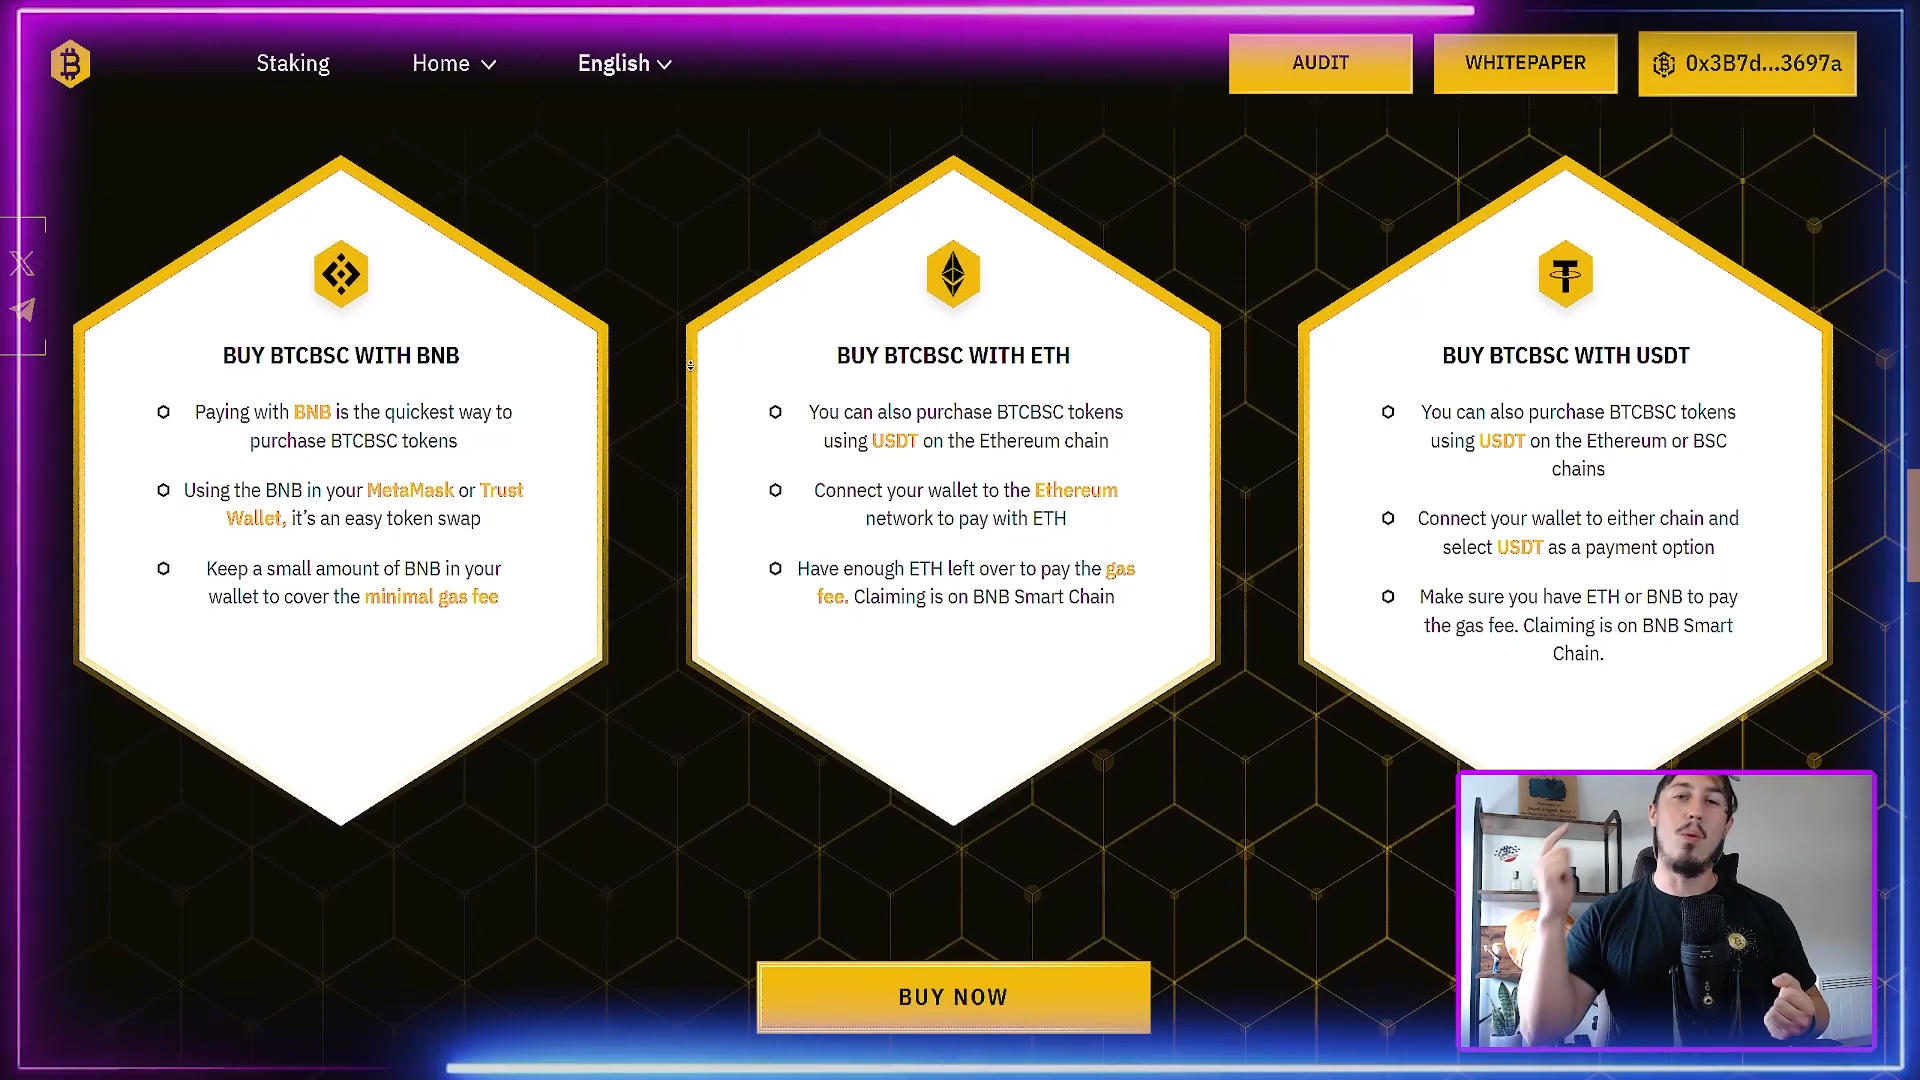 Staking
Home
English
AUDIT
WHITEPAPER
0x3B7d...3697a
BUY BTCBSC WITH BNB
Paying with BNB is the quickest way to
purchase BTCBSC tokens
Using the BNB in your MetaMask or Trust
Wallet, it's an easy token swap
Keep a small amount of BNB in your
wallet to cover the minimal gas fee
BUY BTCBSC WITH ETH
You can also purchase BTCBSC tokens
using USDT on the Ethereum chain
Connect your wallet to the Ethereum
network to pay with ETH
Have enough ETH left over to pay the gas
fee. Claiming is on BNB Smart Chain
BUY BTCBSC WITH USDT
You can also purchase BTCBSC tokens
using USDT on the Ethereum or BSC
chains
Connect your wallet to either chain and
select USDT as a payment option
Make sure you have ETH or BNB to pay
the gas fee. Claiming is on BNB Smart
Chain.
BUY NOW